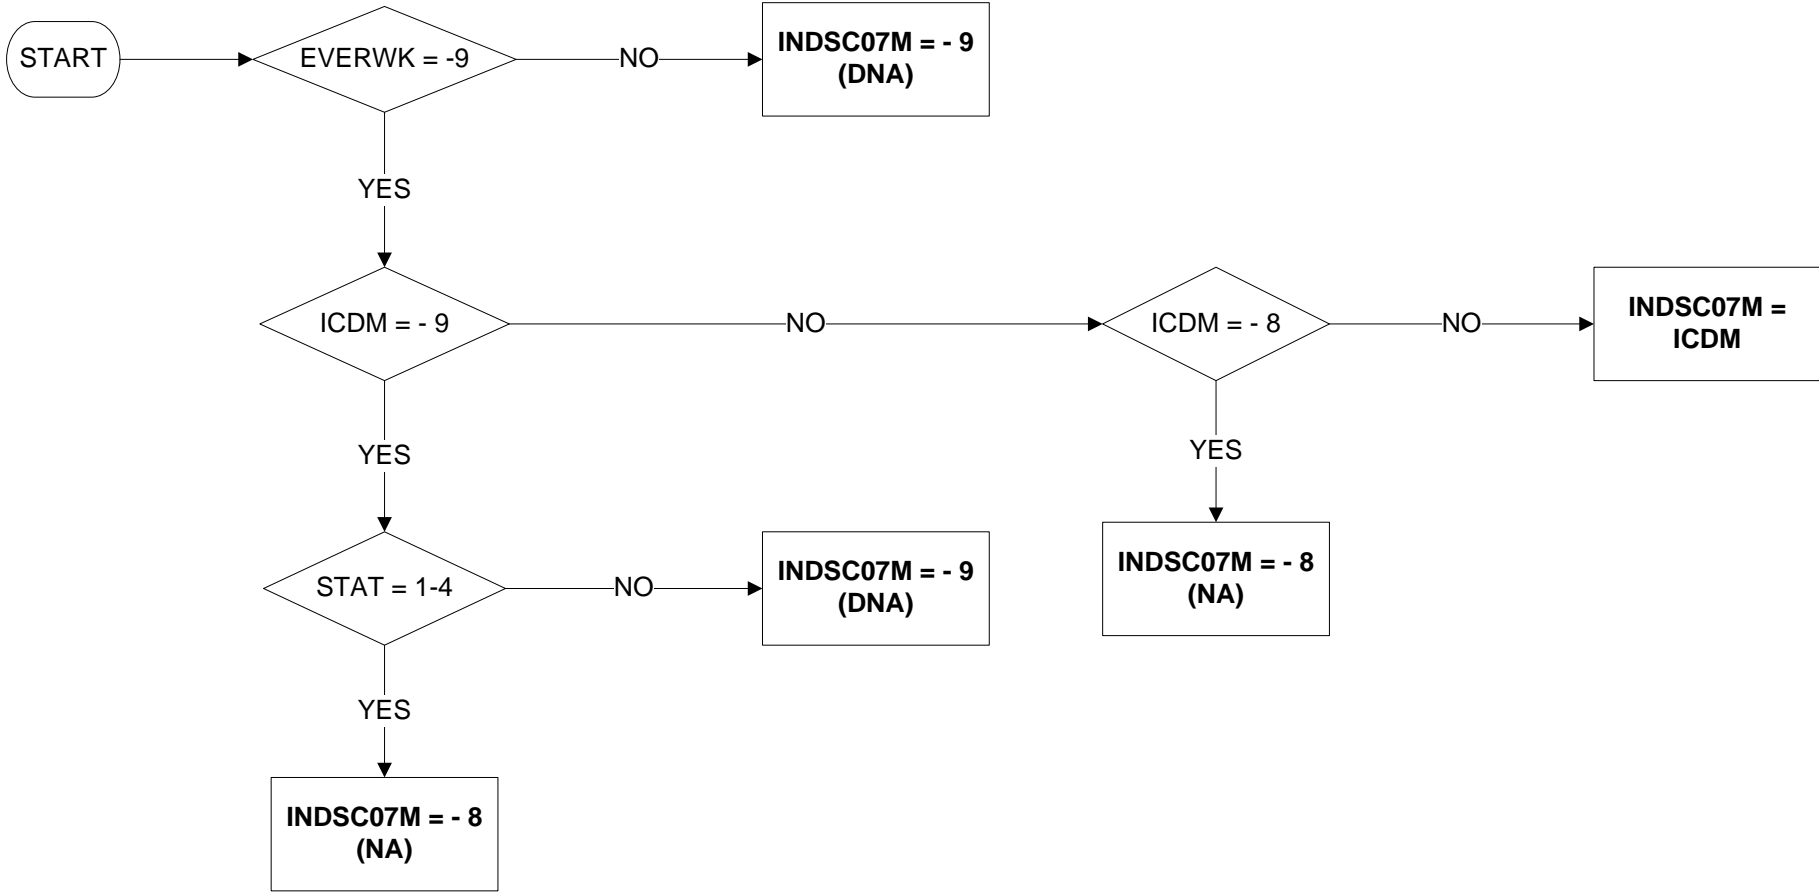 START
EVERWK = -9
NO
INDSC07M = - 9
(DNA)
YES
ICDM = - 9
NO
ICDM = - 8
NO
INDSC07M =
ICDM
YES
YES
STAT = 1-4
NO
INDSC07M = - 9
(DNA)
INDSC07M = - 8
(NA)
YES
INDSC07M = - 8
(NA)